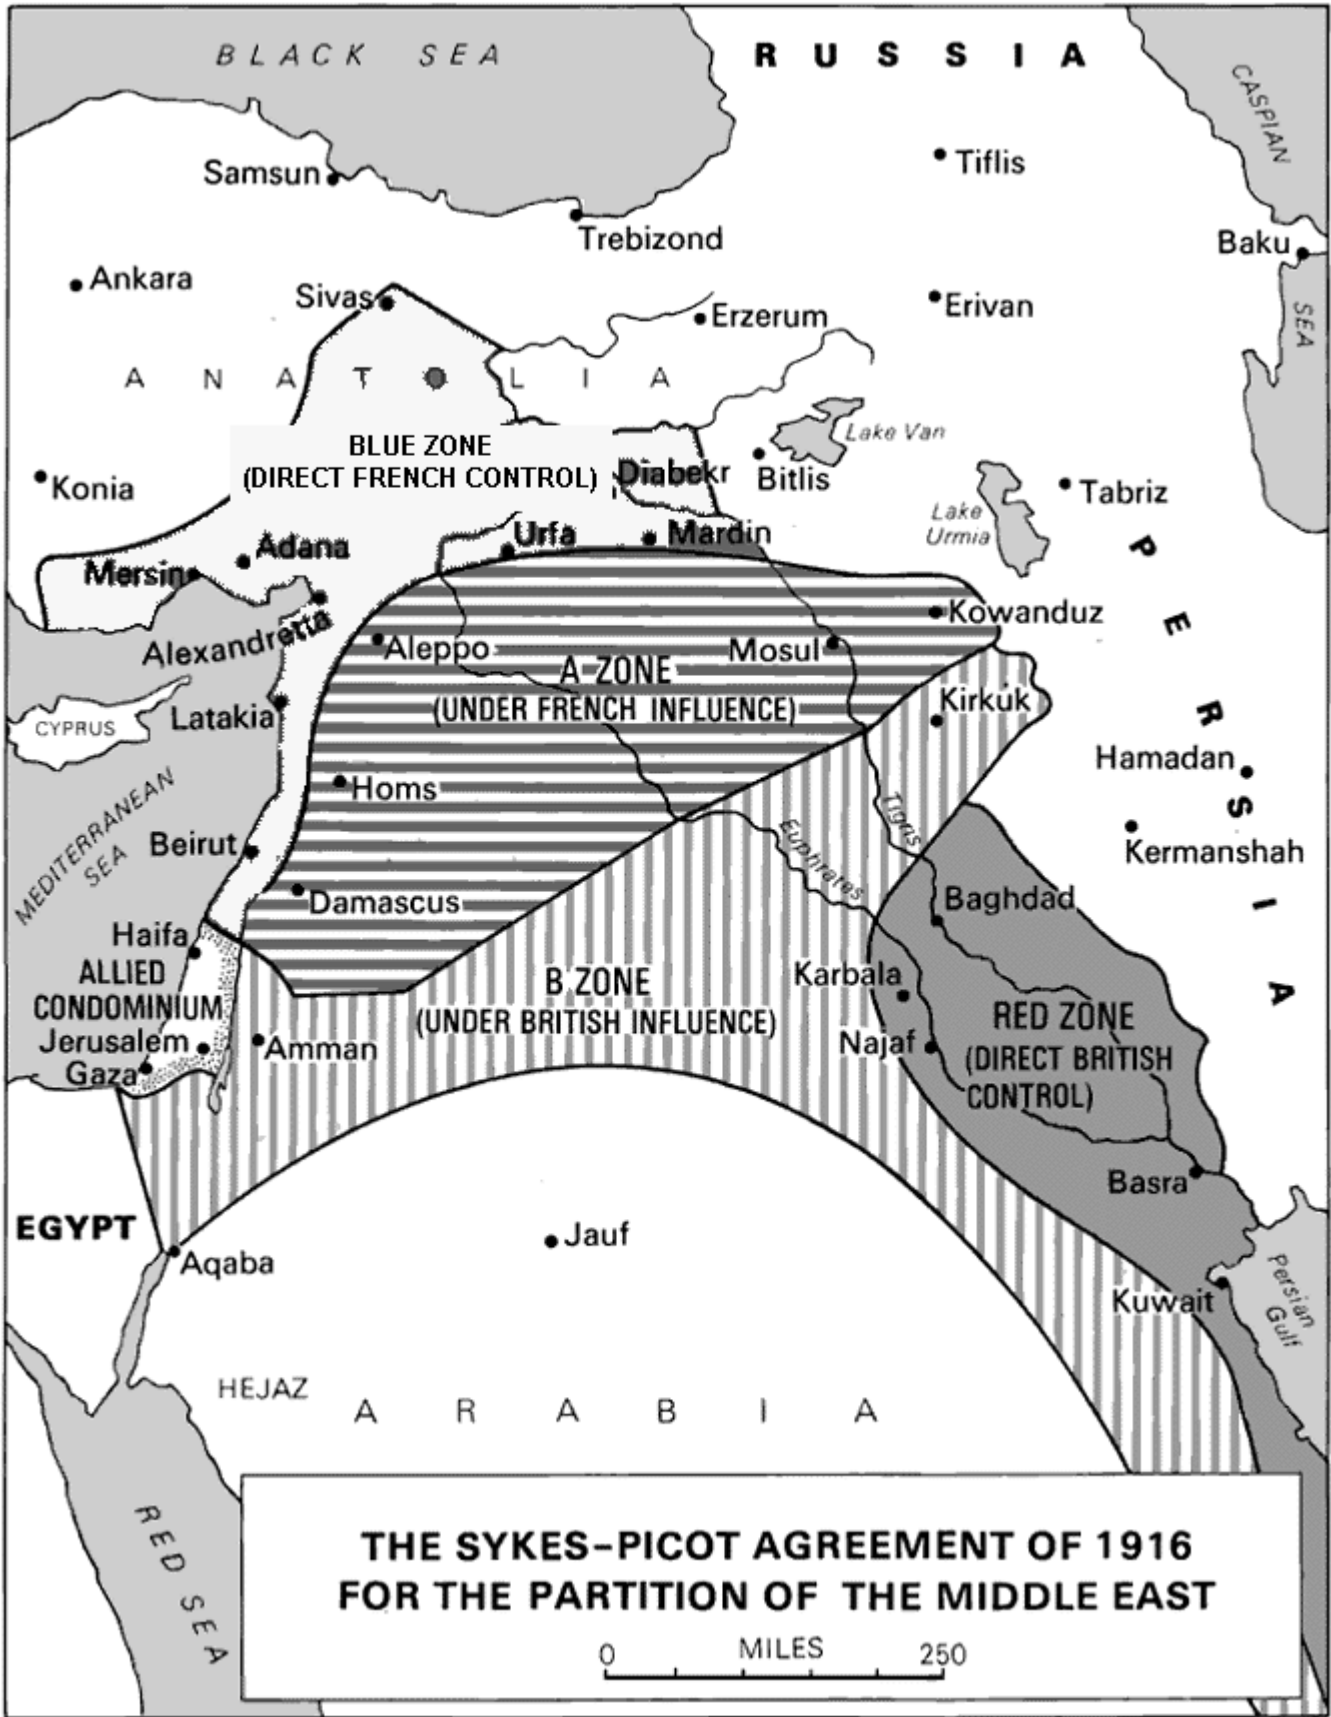 BLACK SEA
RUSSIA
CASPIAN
SEA
Samsun
Tiflis
Trebizond
Baku
Ankara
Sivas
Erzerum
Erivan
ANATOLIA
BLUE ZONE
(DIRECT FRENCH CONTROL)
Lake Van
Diabekr
Bitlis
Konia
Tabriz
Lake
Urmia
Urfa
Mardin
Adana
Mersin
PERSIA
Kowanduz
Alexandretta
Aleppo
Mosul
A ZONE
(UNDER FRENCH INFLUENCE)
Kirkuk
Latakia
CYPRUS
Hamadan
Homs
MEDITERRANEAN
SEA
Tigris
Euphrates
Beirut
Kermanshah
Damascus
Baghdad
Haifa
ALLIED
CONDOMINIUM
Karbala
B ZONE
(UNDER BRITISH INFLUENCE)
RED ZONE
(DIRECT BRITISH
CONTROL)
Jerusalem
Amman
Najaf
Gaza
Basra
EGYPT
Jauf
Aqaba
Persian
Gulf
Kuwait
HEJAZ
ARABIA
RED SEA
THE SYKES-PICOT AGREEMENT OF 1916
FOR THE PARTITION OF THE MIDDLE EAST
0 MILES 250